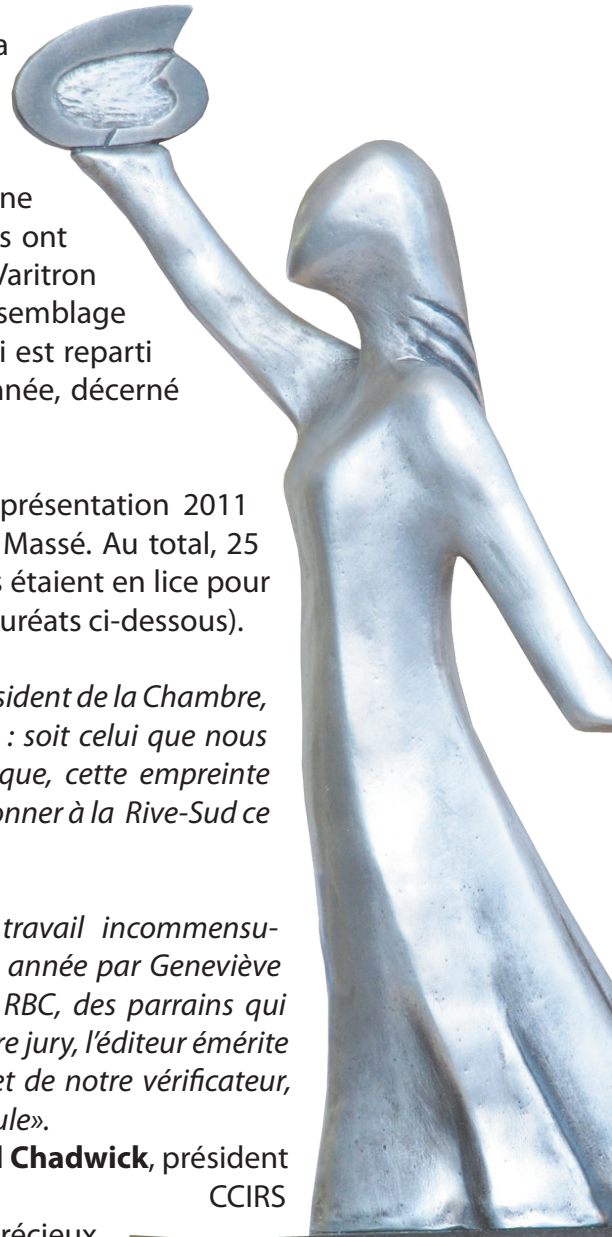 a
ne
s ont
Varitron
semblage
i est reparti
nnée, décerné
présentation 2011
Massé. Au total, 25
s étaient en lice pour
auréats ci-dessous).
sident de la Chambre,
: soit celui que nous
que, cette empreinte
onner à la Rive-Sud ce
travail incommensu-
année par Geneviève
RBC, des parrains qui
re jury, l'éditeur émérite
et de notre vérificateur,
ule».
Chadwick, président
CCIRS
récieux